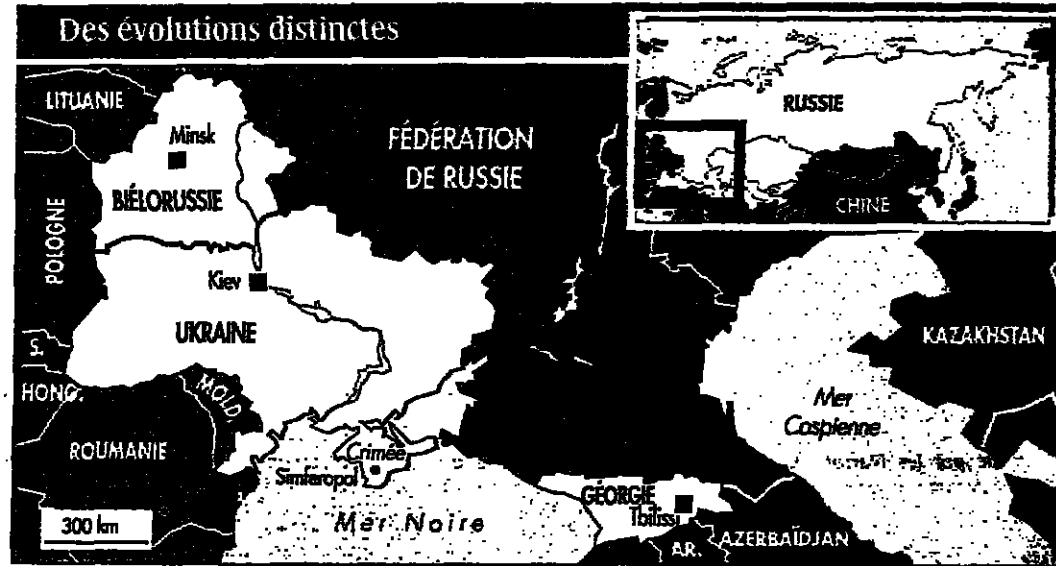 Des évolutions distinctes
RUSSIE
CHINE
LITUANIE
Minsk
FÉDÉRATION
DE RUSSIE
BIÉLORUSSIE
POLOGNE
Kiev
UKRAINE
KAZAKHSTAN
HONG.
MOLD.
Mer
Caspienne
ROUMANIE
Crimée
Simferopol
GÉORGIE
Tbilissi
300 km
Mer Noire
AR.
AZERBAÏDJAN